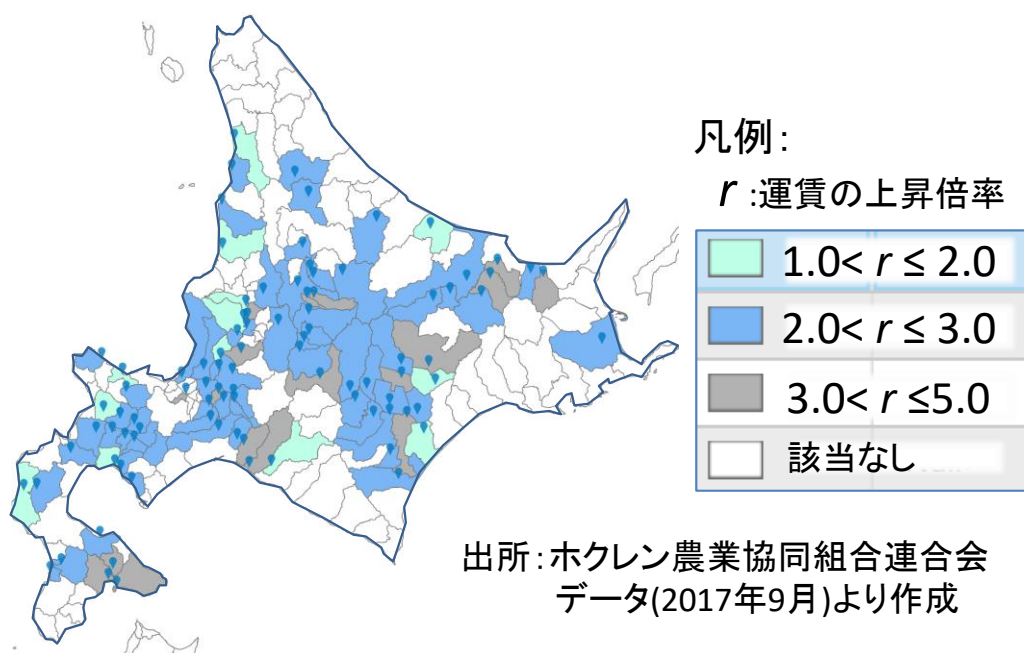 凡例：
r :運賃の上昇倍率
1.0< r ≤ 2.0
2.0< r ≤ 3.0
3.0< r ≤5.0
該当なし
出所：ホクレン農業協同組合連合会
データ(2017年9月)より作成